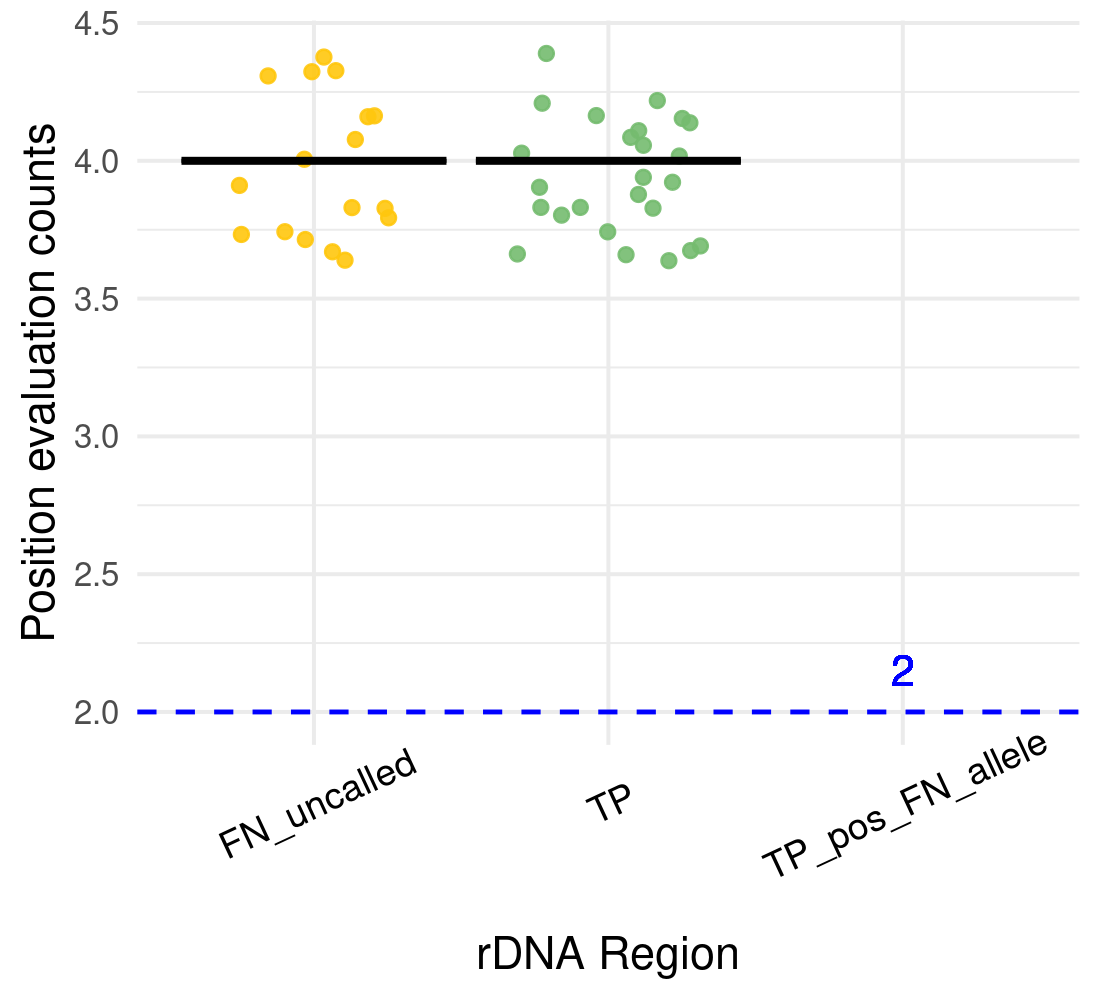 Position evaluation counts
4.5
4.0
3.5
3.0
2.5
2.0
2
FN_uncalled
TP
TP_pos_FN_allele
rDNA Region